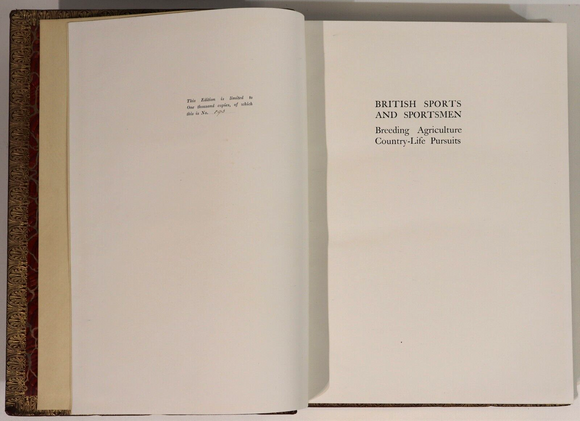 This Edition is limited to
One thousand copies, of which
this is No.
BRITISH SPORTS
AND SPORTSMEN
Breeding Agriculture
Country-Life Pursuits